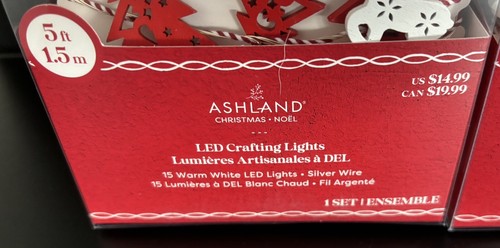 5 ft
1.5 m
US $14.99
CAN $19.99
ASHLAND®
CHRISTMAS • NOËL
LED Crafting Lights
Lumières Artisanales à DEL
15 Warm White LED Lights • Silver Wire
15 Lumières à DEL Blanc Chaud • Fil Argenté
1 SET | ENSEMBLE